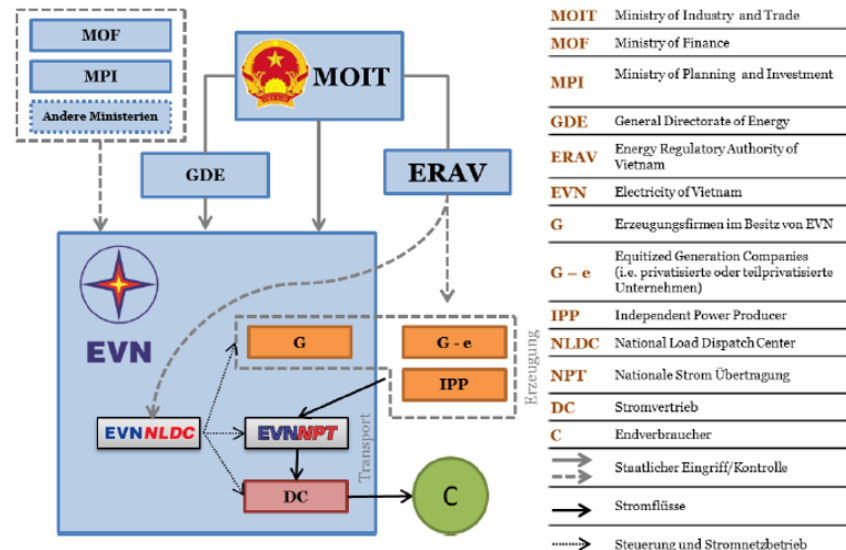 MOF
MPI
Andere Ministerien
MOIT
GDE
ERAV
EVN
G
G - e
IPP
Erzeugung
EVNNLDC
EVNNPT
Transport
DC
C
MOIT Ministry of Industry and Trade
MOF Ministry of Finance
MPI Ministry of Planning and Investment
GDE General Directorate of Energy
ERAV Energy Regulatory Authority of
Vietnam
EVN Electricity of Vietnam
G Erzeugungsfirmen im Besitz von EVN
G – e Equitized Generation Companies
(i.e. privatisierte oder teilprivatisierte
Unternehmen)
IPP Independent Power Producer
NLDC National Load Dispatch Center
NPT Nationale Strom Übertragung
DC Stromvertrieb
C Endverbraucher
Staatlicher Eingriff/Kontrolle
Stromflüsse
Steuerung und Stromnetzbetrieb